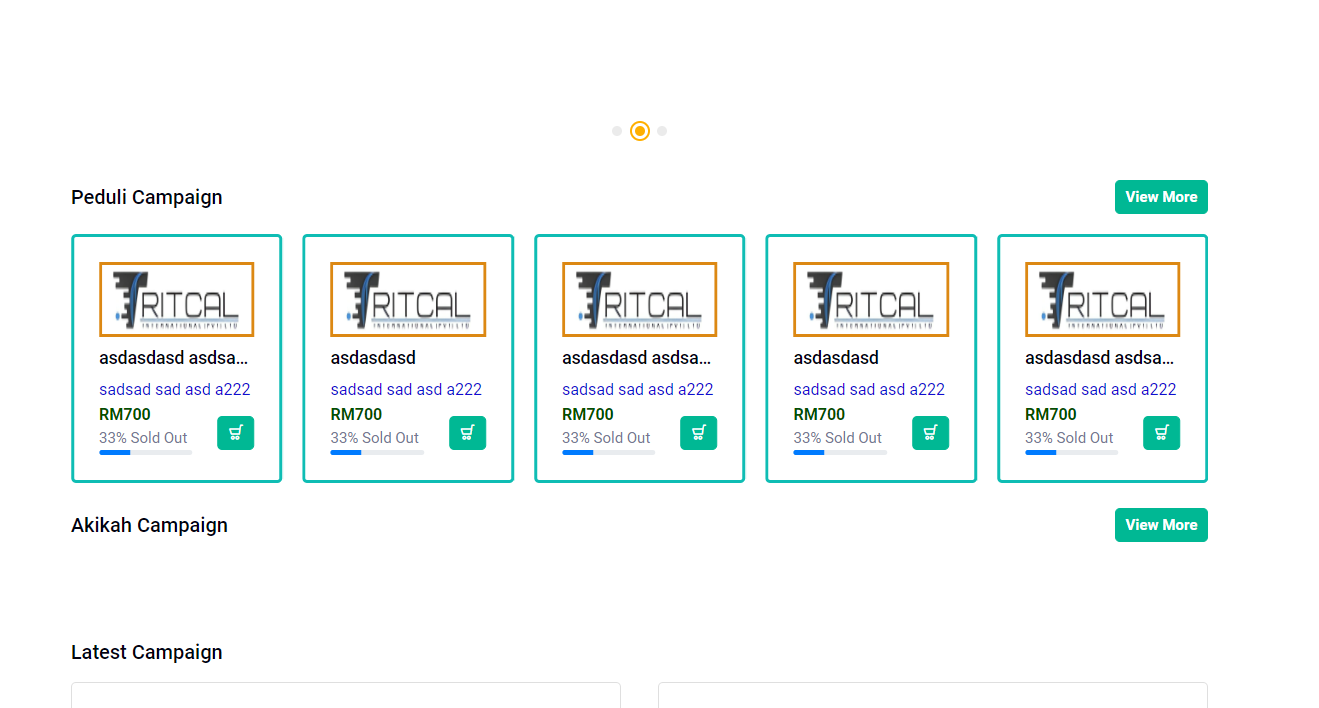 Peduli Campaign
View More
RITCAL
INTERNATIONAL (PVT) LTD
asdasdasd asdsa...
sadsad sad asd a222
RM700
33% Sold Out
RITCAL
INTERNATIONAL (PVT) LTD
asdasdasd
sadsad sad asd a222
RM700
33% Sold Out
RITCAL
INTERNATIONAL (PVT) LTD
asdasdasd asdsa...
sadsad sad asd a222
RM700
33% Sold Out
RITCAL
INTERNATIONAL (PVT) LTD
asdasdasd
sadsad sad asd a222
RM700
33% Sold Out
RITCAL
INTERNATIONAL (PVT) LTD
asdasdasd asdsa...
sadsad sad asd a222
RM700
33% Sold Out
Akikah Campaign
View More
Latest Campaign